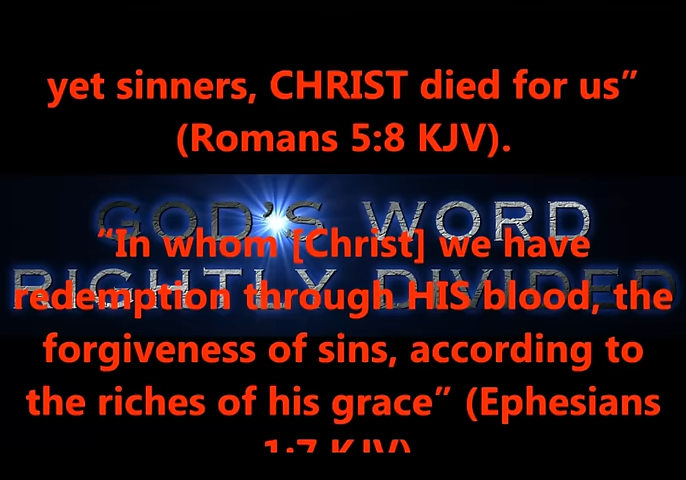 yet sinners, CHRIST died for us”
(Romans 5:8 KJV).
GOD'S WORD
“In whom [Christ] we have
RIGHTLY DIVIDED
redemption through HIS blood, the
forgiveness of sins, according to
the riches of his grace” (Ephesians
1:7 KJV)